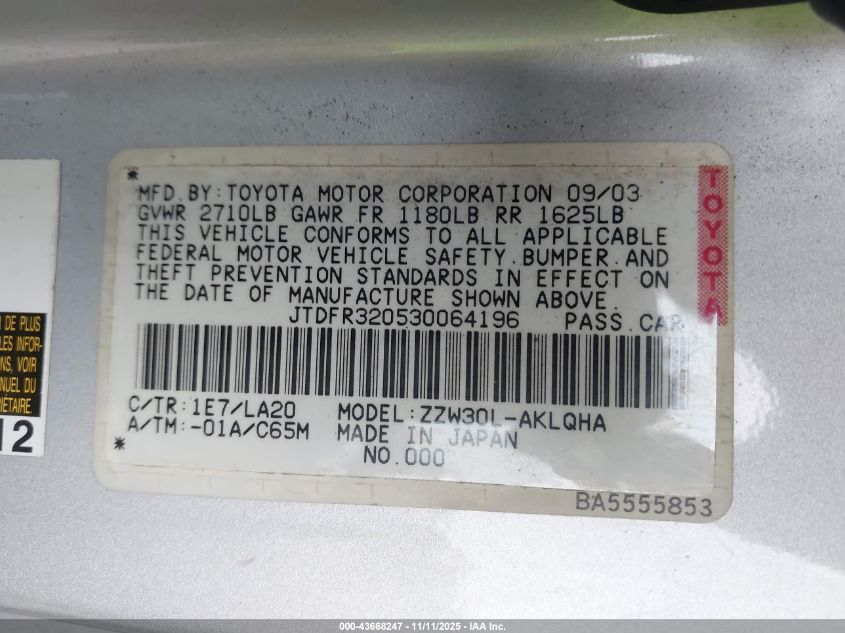 MFD.BY:TOYOTA MOTOR CORPORATION 09/03
GVWR 2710LB GAWR FR 1180LB RR 1625LB
THIS VEHICLE CONFORMS TO ALL APPLICABLE
FEDERAL MOTOR VEHICLE SAFETY.BUMPER.AND
THEFT PREVENTION STANDARDS IN EFFECT ON
THE DATE OF MANUFACTURE SHOWN ABOVE.
JTDFR320530064196 PASS.CAR
C/TR:1E7/LA20 MODEL:ZZW30L-AKLQHA
A/TM:-01A/C65M MADE IN JAPAN
NO.000
BA5555853
TOYOTA
DE PLUS
LES INFOR-
NS, VOIR
NUEL DU
RIÉTAIRE.
12
000-43668247 - 11/11/2025 - IAA Inc.